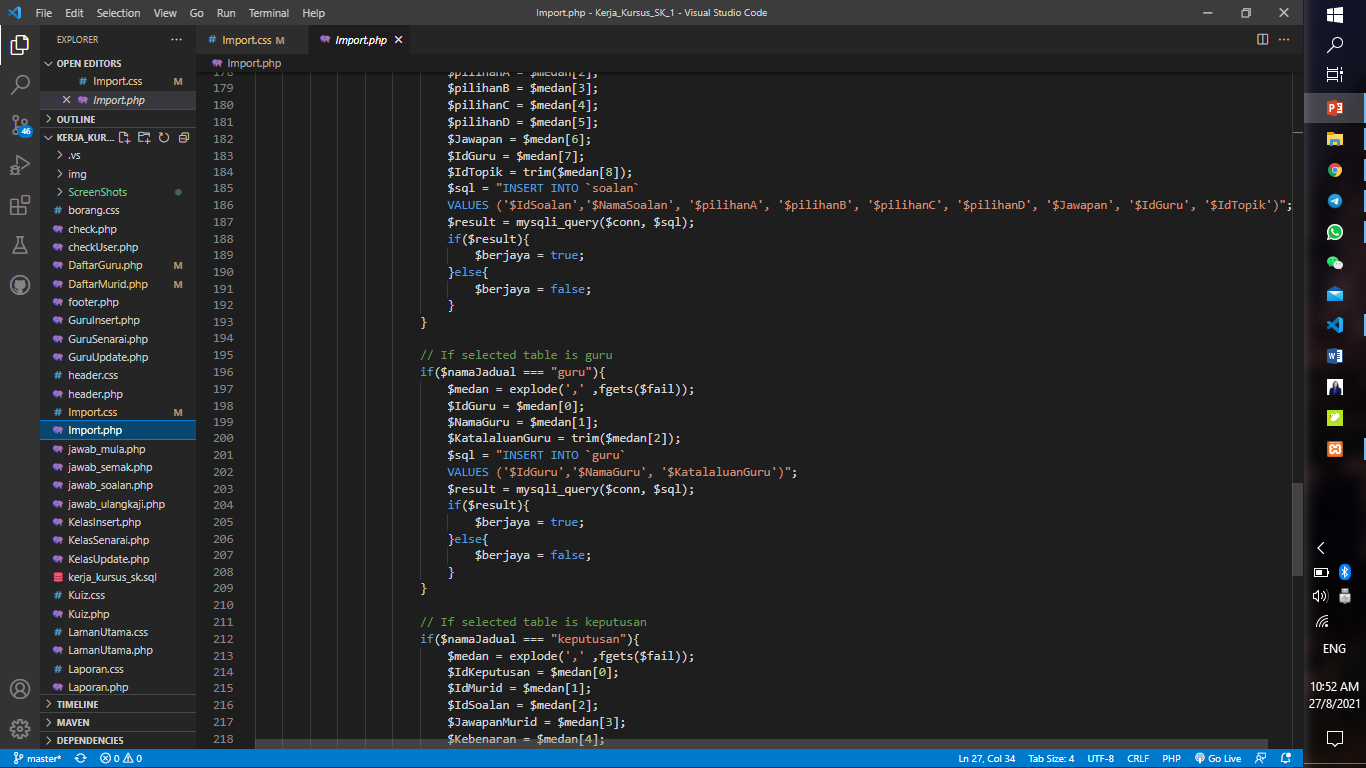 File Edit Selection View Go Run Terminal Help
Import.php - Kerja_Kursus_SK_1 - Visual Studio Code
EXPLORER
OPEN EDITORS
# Import.css M
Import.php
OUTLINE
KERJA_KUR...
.vs
img
ScreenShots
# borang.css
check.php
checkUser.php
DaftarGuru.php M
DaftarMurid.php M
footer.php
GuruInsert.php
GuruSenarai.php
GuruUpdate.php
# header.css
header.php
# Import.css M
Import.php
jawab_mula.php
jawab_semak.php
jawab_soalan.php
jawab_ulangkaji.php
KelasInsert.php
KelasSenarai.php
KelasUpdate.php
kerja_kursus_sk.sql
# Kuiz.css
Kuiz.php
# LamanUtama.css
LamanUtama.php
# Laporan.css
Laporan.php
TIMELINE
MAVEN
DEPENDENCIES
46
# Import.css M Import.php
Import.php
178 $pilihanA = $medan[2];
179 $pilihanB = $medan[3];
180 $pilihanC = $medan[4];
181 $pilihanD = $medan[5];
182 $Jawapan = $medan[6];
183 $IdGuru = $medan[7];
184 $IdTopik = trim($medan[8]);
185 $sql = "INSERT INTO `soalan`
186 VALUES ('$IdSoalan','$NamaSoalan', '$pilihanA', '$pilihanB', '$pilihanC', '$pilihanD', '$Jawapan', '$IdGuru', '$IdTopik')";
187 $result = mysqli_query($conn, $sql);
188 if($result){
189 $berjaya = true;
190 }else{
191 $berjaya = false;
192 }
193 }
194
195 // If selected table is guru
196 if($namaJadual === "guru"){
197 $medan = explode(',' ,fgets($fail));
198 $IdGuru = $medan[0];
199 $NamaGuru = $medan[1];
200 $KatalaluanGuru = trim($medan[2]);
201 $sql = "INSERT INTO `guru`
202 VALUES ('$IdGuru','$NamaGuru', '$KatalaluanGuru')";
203 $result = mysqli_query($conn, $sql);
204 if($result){
205 $berjaya = true;
206 }else{
207 $berjaya = false;
208 }
209 }
210
211 // If selected table is keputusan
212 if($namaJadual === "keputusan"){
213 $medan = explode(',' ,fgets($fail));
214 $IdKeputusan = $medan[0];
215 $IdMurid = $medan[1];
216 $IdSoalan = $medan[2];
217 $JawapanMurid = $medan[3];
218 $Kebenaran = $medan[4];
master* 0 0
Ln 27, Col 34 Tab Size: 4 UTF-8 CRLF PHP Go Live
ENG
10:52 AM
27/8/2021